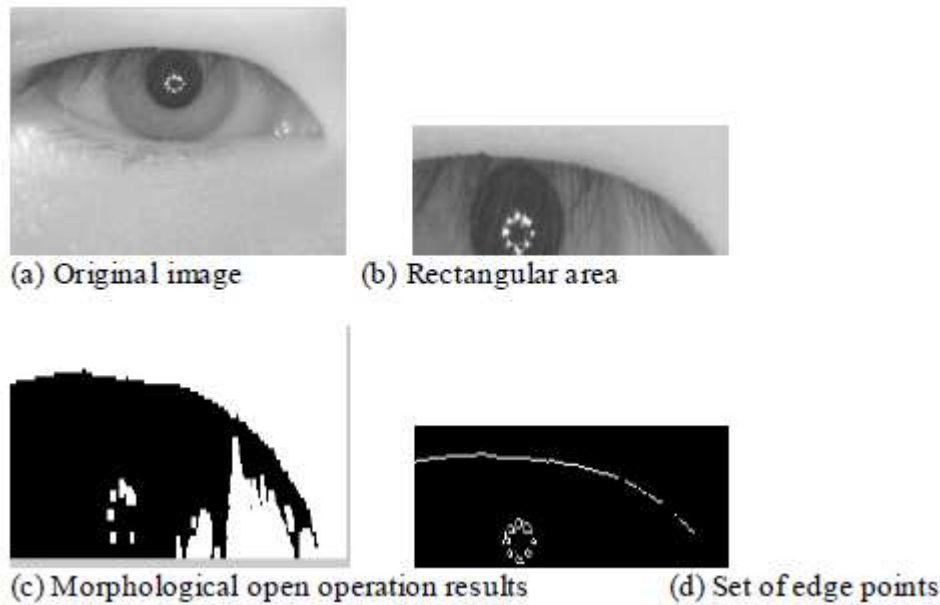 (a) Original image
(b) Rectangular area
(c) Morphological open operation results
(d) Set of edge points